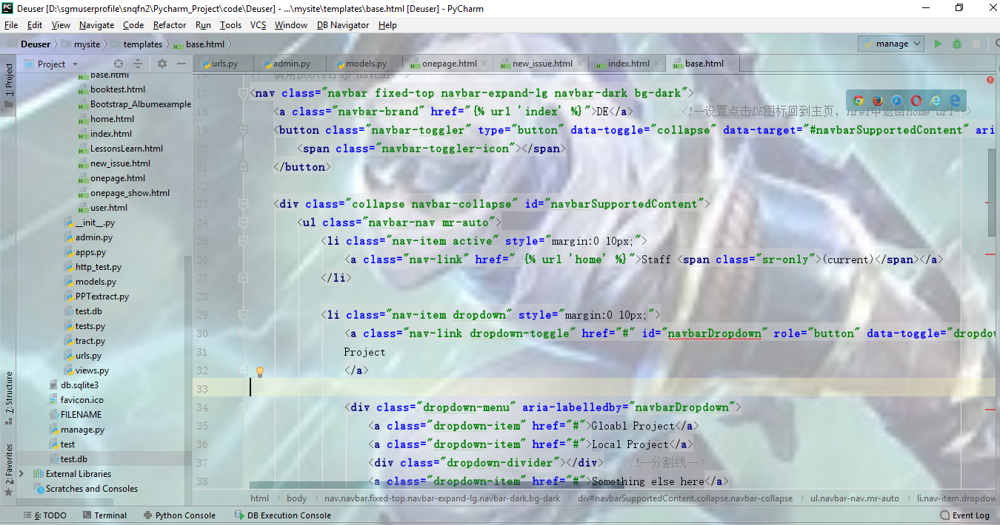 Deuser [D:\sgmuserprofile\snqfn2\Pycharm_Project\code\Deuser] - ...\mysite\templates\base.html [Deuser] - PyCharm
File Edit View Navigate Code Refactor Run Tools VCS Window DB Navigator Help
Deuser mysite templates base.html manage
Project urls.py admin.py models.py onepage.html new_issue.html index.html base.html
1: Project
base.html
booktest.html
Bootstrap_Albumexample
home.html
index.html
LessonsLearn.html
new_issue.html
onepage.html
onepage_show.html
user.html
__init__.py
admin.py
apps.py
http_test.py
models.py
PPTextract.py
test.db
tests.py
tract.py
urls.py
views.py
db.sqlite3
favicon.ico
FILENAME
manage.py
test
test.db
External Libraries
Scratches and Consoles
7: Structure
2: Favorites
16 <!--调用Bootstrap Navbar-->
17 <nav class="navbar fixed-top navbar-expand-lg navbar-dark bg-dark">
18 <a class="navbar-brand" href="{% url 'index' %}">DE</a> <!--设置点击DE图标回到主页，href中返回home url-->
19 <button class="navbar-toggler" type="button" data-toggle="collapse" data-target="#navbarSupportedContent" ari
20 <span class="navbar-toggler-icon"></span>
21 </button>
22
23 <div class="collapse navbar-collapse" id="navbarSupportedContent">
24 <ul class="navbar-nav mr-auto">
25 <li class="nav-item active" style="margin:0 10px;">
26 <a class="nav-link" href=" {% url 'home' %}">Staff <span class="sr-only">(current)</span></a>
27 </li>
28
29 <li class="nav-item dropdown" style="margin:0 10px;">
30 <a class="nav-link dropdown-toggle" href="#" id="navbarDropdown" role="button" data-toggle="dropdow
31 Project
32 </a>
33
34 <div class="dropdown-menu" aria-labelledby="navbarDropdown">
35 <a class="dropdown-item" href="#">Gloabl Project</a>
36 <a class="dropdown-item" href="#">Local Project</a>
37 <div class="dropdown-divider"></div> <!--分割线-->
38 <a class="dropdown-item" href="#">Something else here</a>
html body nav.navbar.fixed-top.navbar-expand-lg.navbar-dark.bg-dark div#navbarSupportedContent.collapse.navbar-collapse ul.navbar-nav.mr-auto li.nav-item.dropdow
6: TODO Terminal Python Console DB Execution Console Event Log